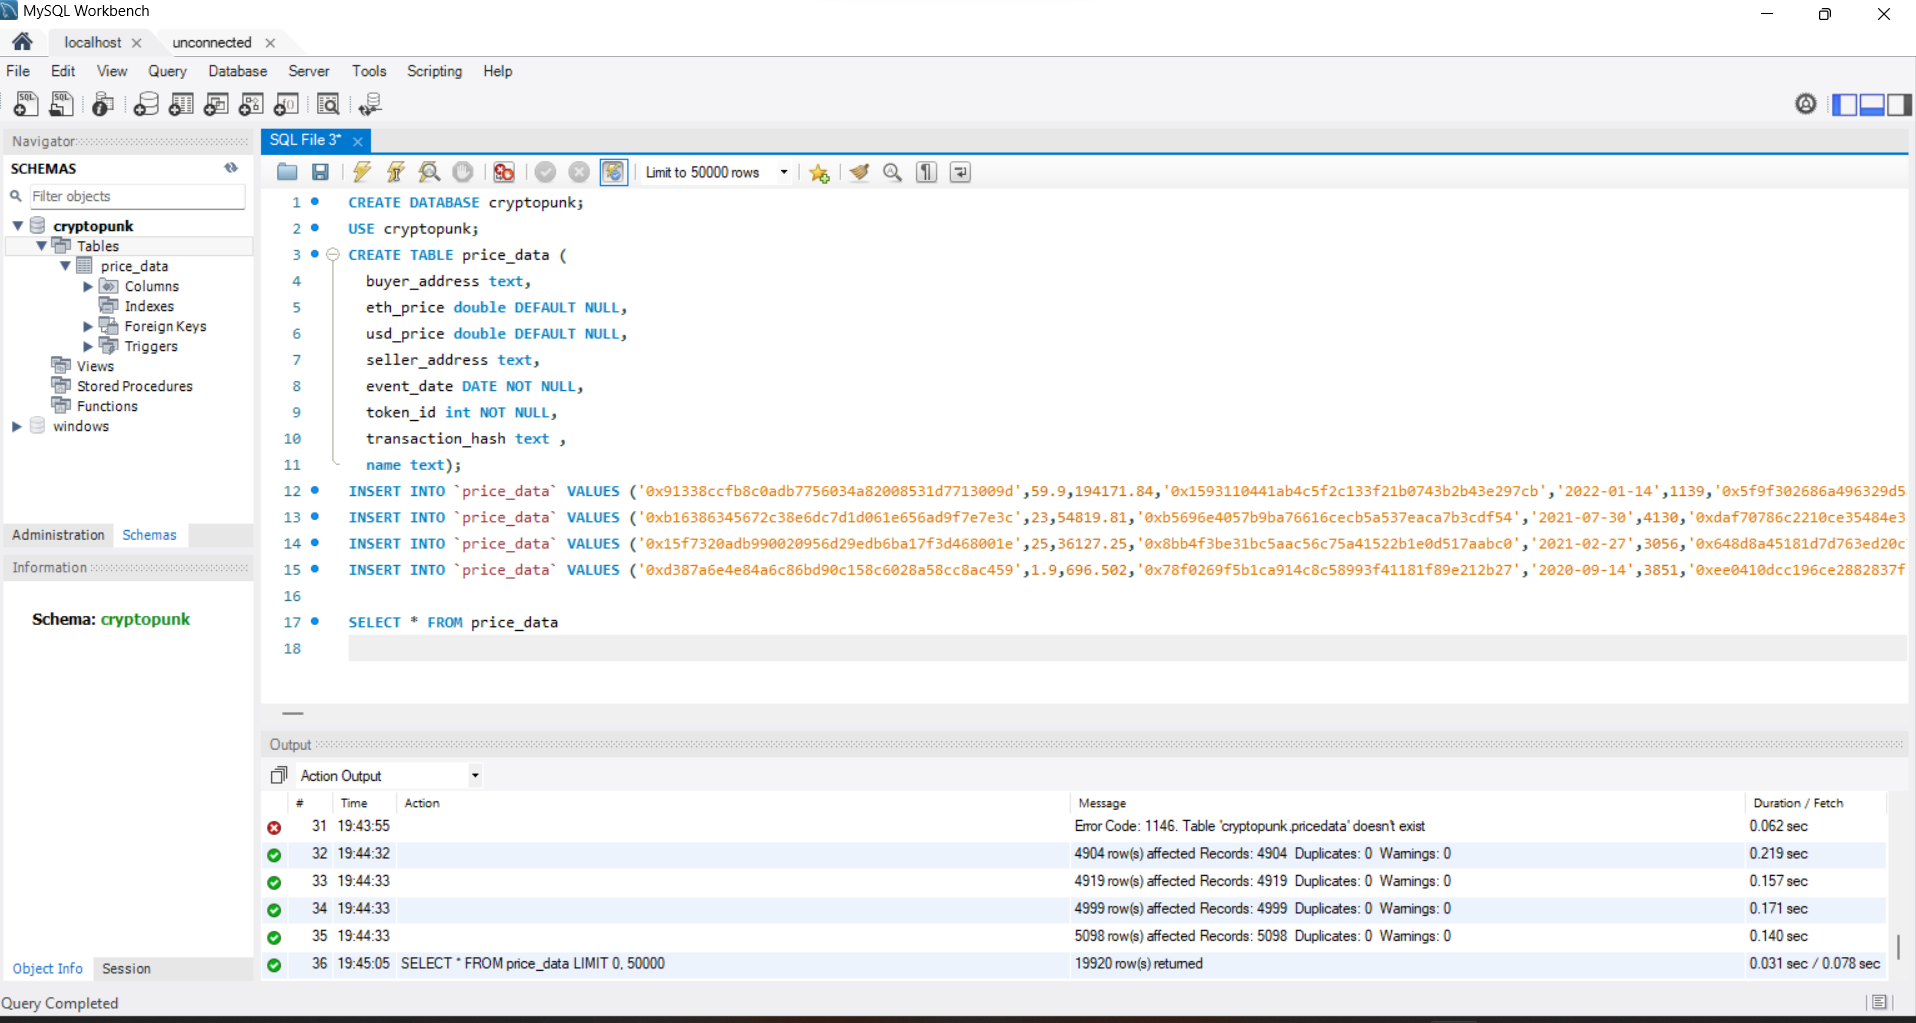 MySQL Workbench
localhost
unconnected
File Edit View Query Database Server Tools Scripting Help
Navigator
SCHEMAS
Filter objects
cryptopunk
Tables
price_data
Columns
Indexes
Foreign Keys
Triggers
Views
Stored Procedures
Functions
windows
Administration Schemas
Information
Schema: cryptopunk
Object Info Session
SQL File 3*
Limit to 50000 rows
1 CREATE DATABASE cryptopunk;
2 USE cryptopunk;
3 CREATE TABLE price_data (
4 buyer_address text,
5 eth_price double DEFAULT NULL,
6 usd_price double DEFAULT NULL,
7 seller_address text,
8 event_date DATE NOT NULL,
9 token_id int NOT NULL,
10 transaction_hash text ,
11 name text);
12 INSERT INTO `price_data` VALUES ('0x91338ccfb8c0adb7756034a82008531d7713009d',59.9,194171.84,'0x1593110441ab4c5f2c133f21b0743b2b43e297cb','2022-01-14',1139,'0x5f9f302686a496329d5
13 INSERT INTO `price_data` VALUES ('0xb16386345672c38e6dc7d1d061e656ad9f7e7e3c',23,54819.81,'0xb5696e4057b9ba76616cecb5a537eaca7b3cdf54','2021-07-30',4130,'0xdaf70786c2210ce35484e3
14 INSERT INTO `price_data` VALUES ('0x15f7320adb990020956d29edb6ba17f3d468001e',25,36127.25,'0x8bb4f3be31bc5aac56c75a41522b1e0d517aabc0','2021-02-27',3056,'0x648d8a45181d7d763ed20c
15 INSERT INTO `price_data` VALUES ('0xd387a6e4e84a6c86bd90c158c6028a58cc8ac459',1.9,696.502,'0x78f0269f5b1ca914c8c58993f41181f89e212b27','2020-09-14',3851,'0xee0410dcc196ce2882837f
16
17 SELECT * FROM price_data
18
Output
Action Output
# Time Action Message Duration / Fetch
31 19:43:55 Error Code: 1146. Table 'cryptopunk.pricedata' doesn't exist 0.062 sec
32 19:44:32 4904 row(s) affected Records: 4904 Duplicates: 0 Warnings: 0 0.219 sec
33 19:44:33 4919 row(s) affected Records: 4919 Duplicates: 0 Warnings: 0 0.157 sec
34 19:44:33 4999 row(s) affected Records: 4999 Duplicates: 0 Warnings: 0 0.171 sec
35 19:44:33 5098 row(s) affected Records: 5098 Duplicates: 0 Warnings: 0 0.140 sec
36 19:45:05 SELECT * FROM price_data LIMIT 0, 50000 19920 row(s) returned 0.031 sec / 0.078 sec
Query Completed